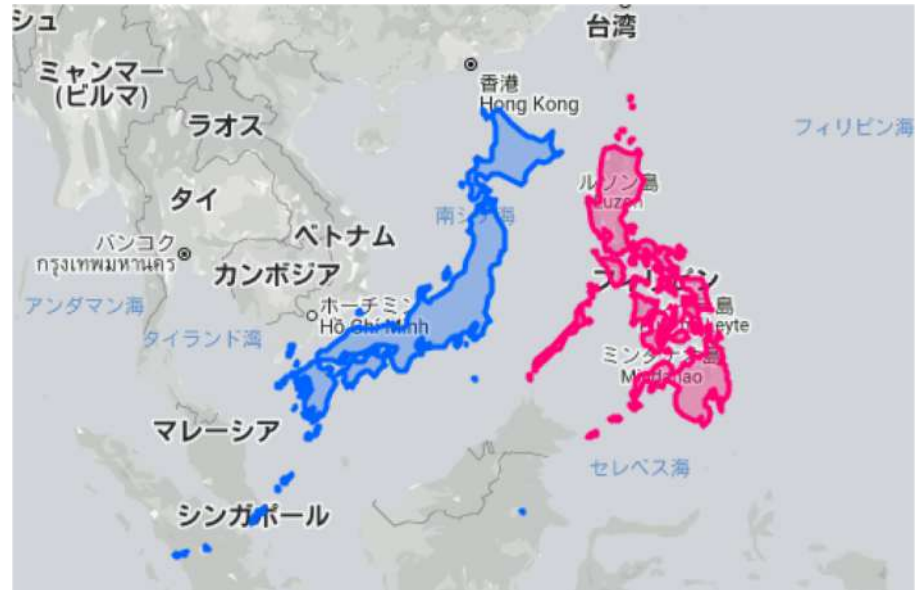 シュ
台湾
ミャンマー
(ビルマ)
香港
Hong Kong
ラオス
フィリピン海
タイ
ルソン島
Luzon
南シナ海
ベトナム
バンコク
กรุงเทพมหานคร
カンボジア
フィリピン
アンダマン海
ホーチミン
Hồ Chí Minh
島
eyte
タイランド湾
ミンダナオ島
Mindanao
マレーシア
セレベス海
シンガポール